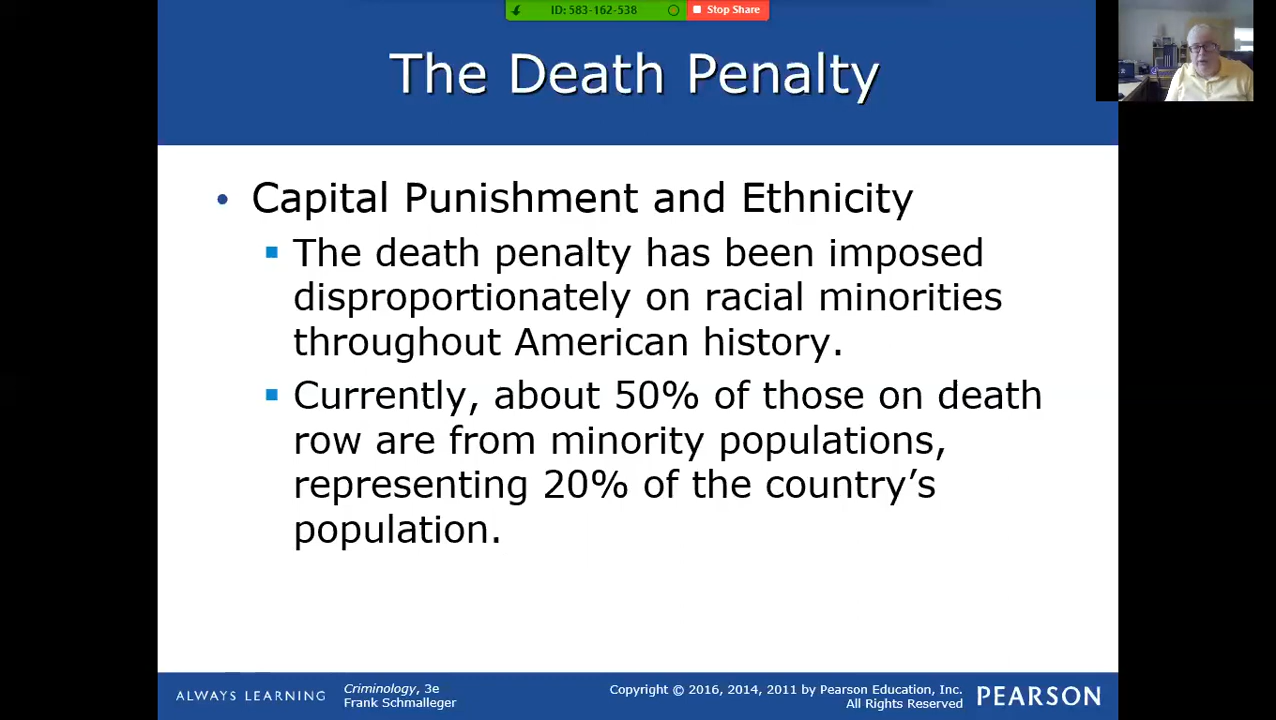 ID: 583-162-538
Stop Share
The Death Penalty
• Capital Punishment and Ethnicity
▪ The death penalty has been imposed
disproportionately on racial minorities
throughout American history.
▪ Currently, about 50% of those on death
row are from minority populations,
representing 20% of the country’s
population.
ALWAYS LEARNING
Criminology, 3e
Frank Schmalleger
Copyright © 2016, 2014, 2011 by Pearson Education, Inc.
All Rights Reserved
PEARSON